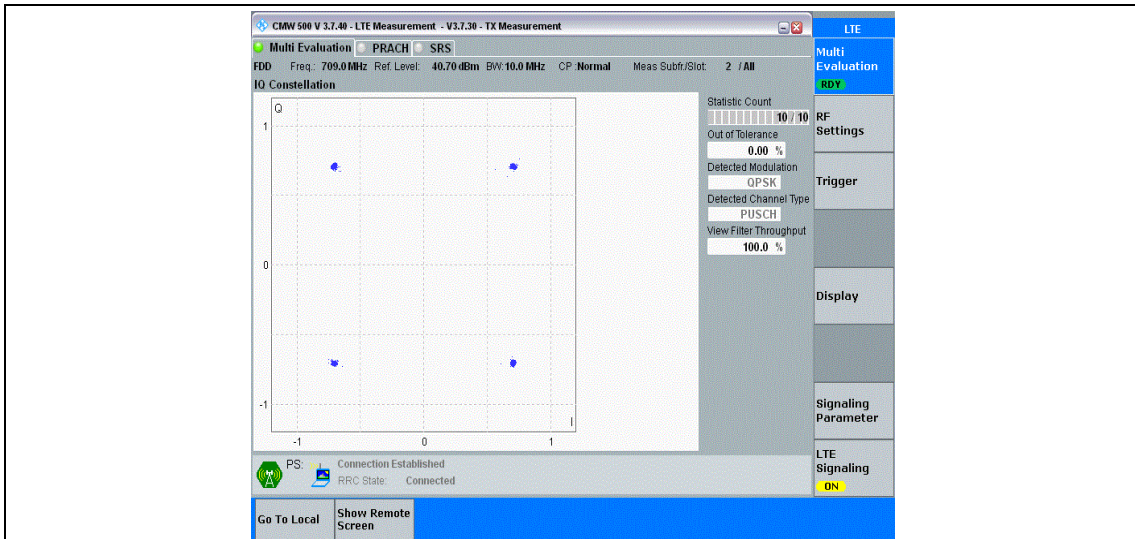 CMW 500 V 3.7.40 - LTE Measurement - V3.7.30 - TX Measurement
LTE
Multi Evaluation PRACH SRS
Multi
Evaluation
RDY
FDD Freq.: 709.0 MHz Ref. Level: 40.70 dBm BW: 10.0 MHz CP :Normal Meas Subfr./Slot: 2 / All
IQ Constellation
Q
1
0
-1
I
-1 0 1
Statistic Count
10 / 10
Out of Tolerance
0.00 %
Detected Modulation
QPSK
Detected Channel Type
PUSCH
View Filter Throughput
100.0 %
RF
Settings
Trigger
Display
Signaling
Parameter
LTE
Signaling
ON
PS: Connection Established
RRC State: Connected
Go To Local
Show Remote
Screen